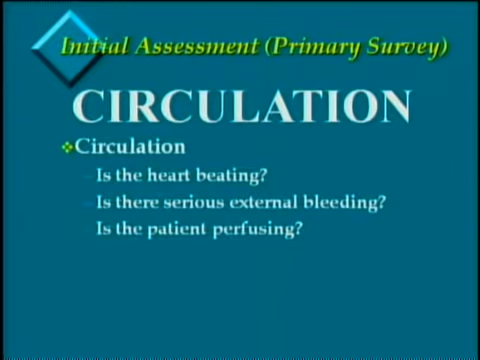 Initial Assessment (Primary Survey)
CIRCULATION
Circulation
– Is the heart beating?
– Is there serious external bleeding?
Is the patient perfusing?